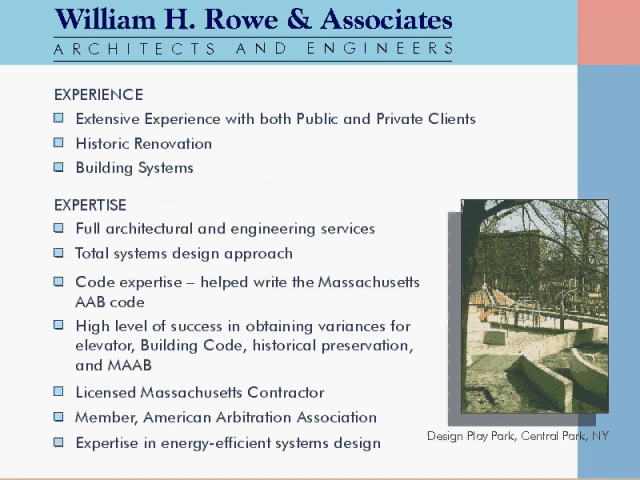 William H. Rowe & Associates
ARCHITECTS AND ENGINEERS
EXPERIENCE
Extensive Experience with both Public and Private Clients
Historic Renovation
Building Systems
EXPERTISE
Full architectural and engineering services
Total systems design approach
Code expertise – helped write the Massachusetts
AAB code
High level of success in obtaining variances for
elevator, Building Code, historical preservation,
and MAAB
Licensed Massachusetts Contractor
Member, American Arbitration Association
Expertise in energy-efficient systems design
Design Play Park, Central Park, NY